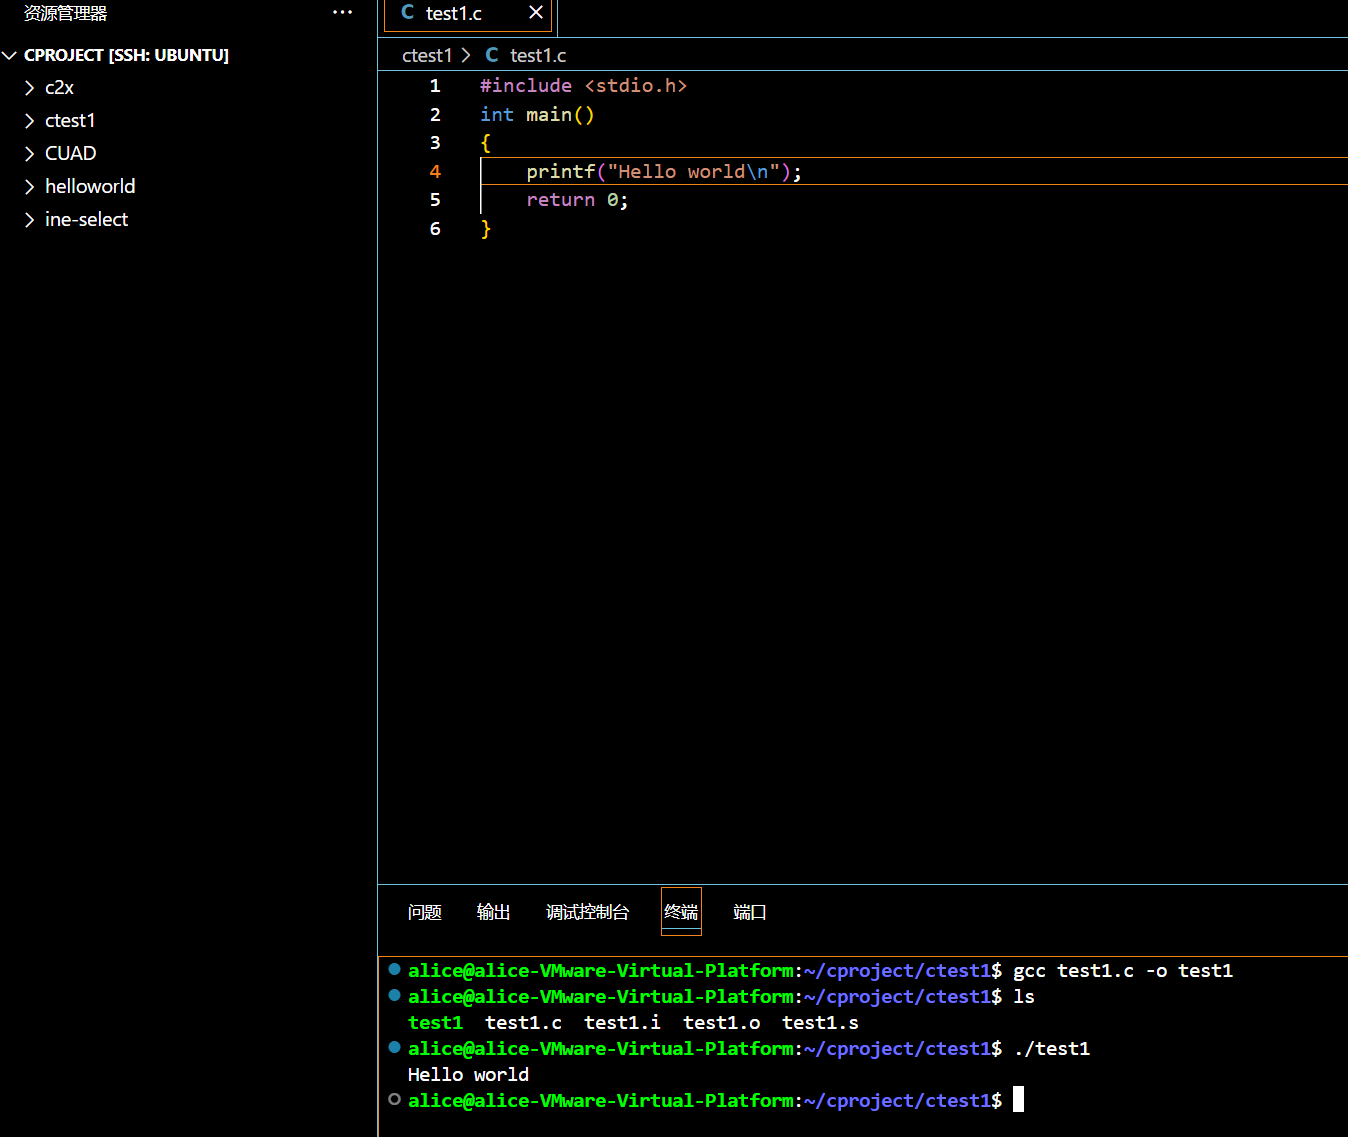 资源管理器
CPROJECT [SSH: UBUNTU]
c2x
ctest1
CUAD
helloworld
ine-select
test1.c
ctest1 > C test1.c
1 #include <stdio.h>
2 int main()
3 {
4 printf("Hello world\n");
5 return 0;
6 }
问题 输出 调试控制台 终端 端口
alice@alice-VMware-Virtual-Platform:~/cproject/ctest1$ gcc test1.c -o test1
alice@alice-VMware-Virtual-Platform:~/cproject/ctest1$ ls
test1 test1.c test1.i test1.o test1.s
alice@alice-VMware-Virtual-Platform:~/cproject/ctest1$ ./test1
Hello world
alice@alice-VMware-Virtual-Platform:~/cproject/ctest1$